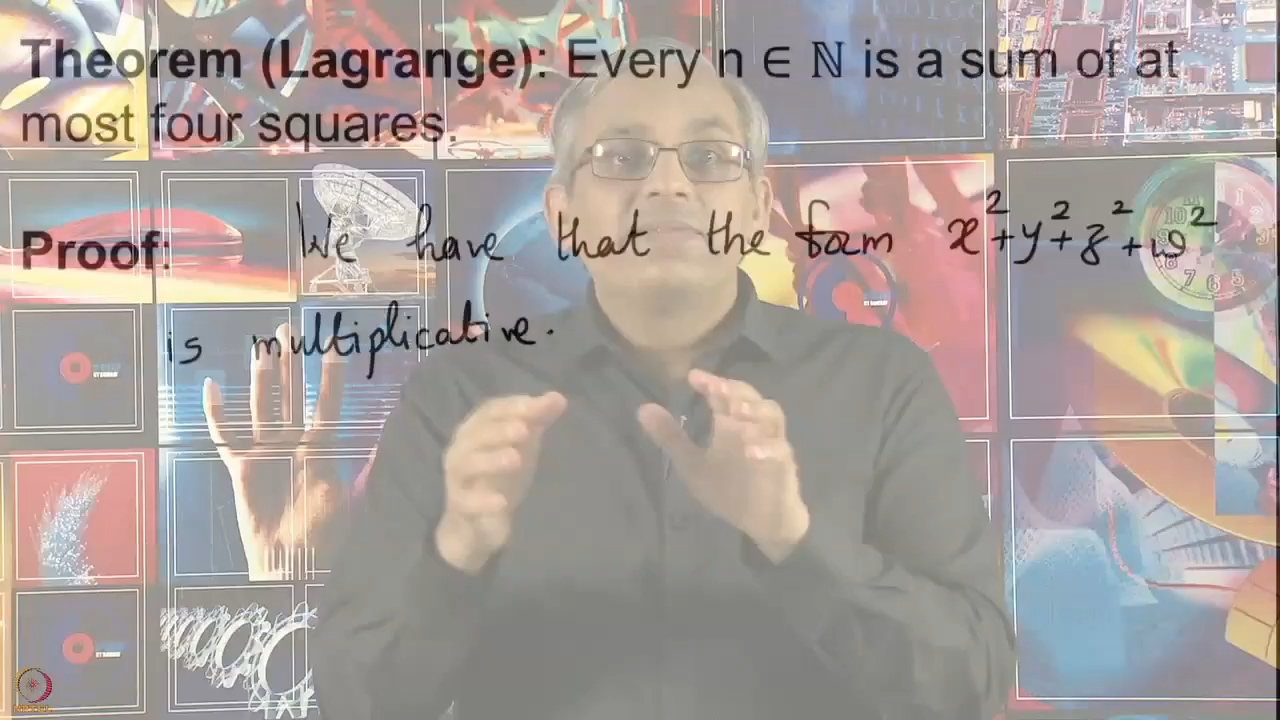 Theorem (Lagrange): Every n ∈ ℕ is a sum of at
most four squares.
Proof: We have that the form x²+y²+z²+w²
is multiplicative.